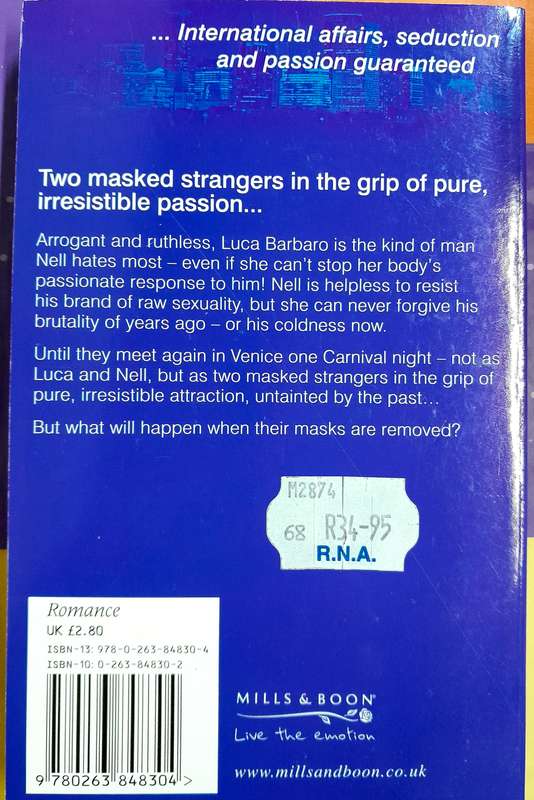 ... International affairs, seduction
and passion guaranteed
Two masked strangers in the grip of pure,
irresistible passion...
Arrogant and ruthless, Luca Barbaro is the kind of man
Nell hates most – even if she can't stop her body's
passionate response to him! Nell is helpless to resist
his brand of raw sexuality, but she can never forgive his
brutality of years ago – or his coldness now.
Until they meet again in Venice one Carnival night – not as
Luca and Nell, but as two masked strangers in the grip of
pure, irresistible attraction, untainted by the past...
But what will happen when their masks are removed?
M2874
68 R34-95
R.N.A.
Romance
UK £2.80
ISBN-13: 978-0-263-84830-4
ISBN-10: 0-263-84830-2
9 780263 848304 >
MILLS & BOON®
Live the emotion
www.millsandboon.co.uk